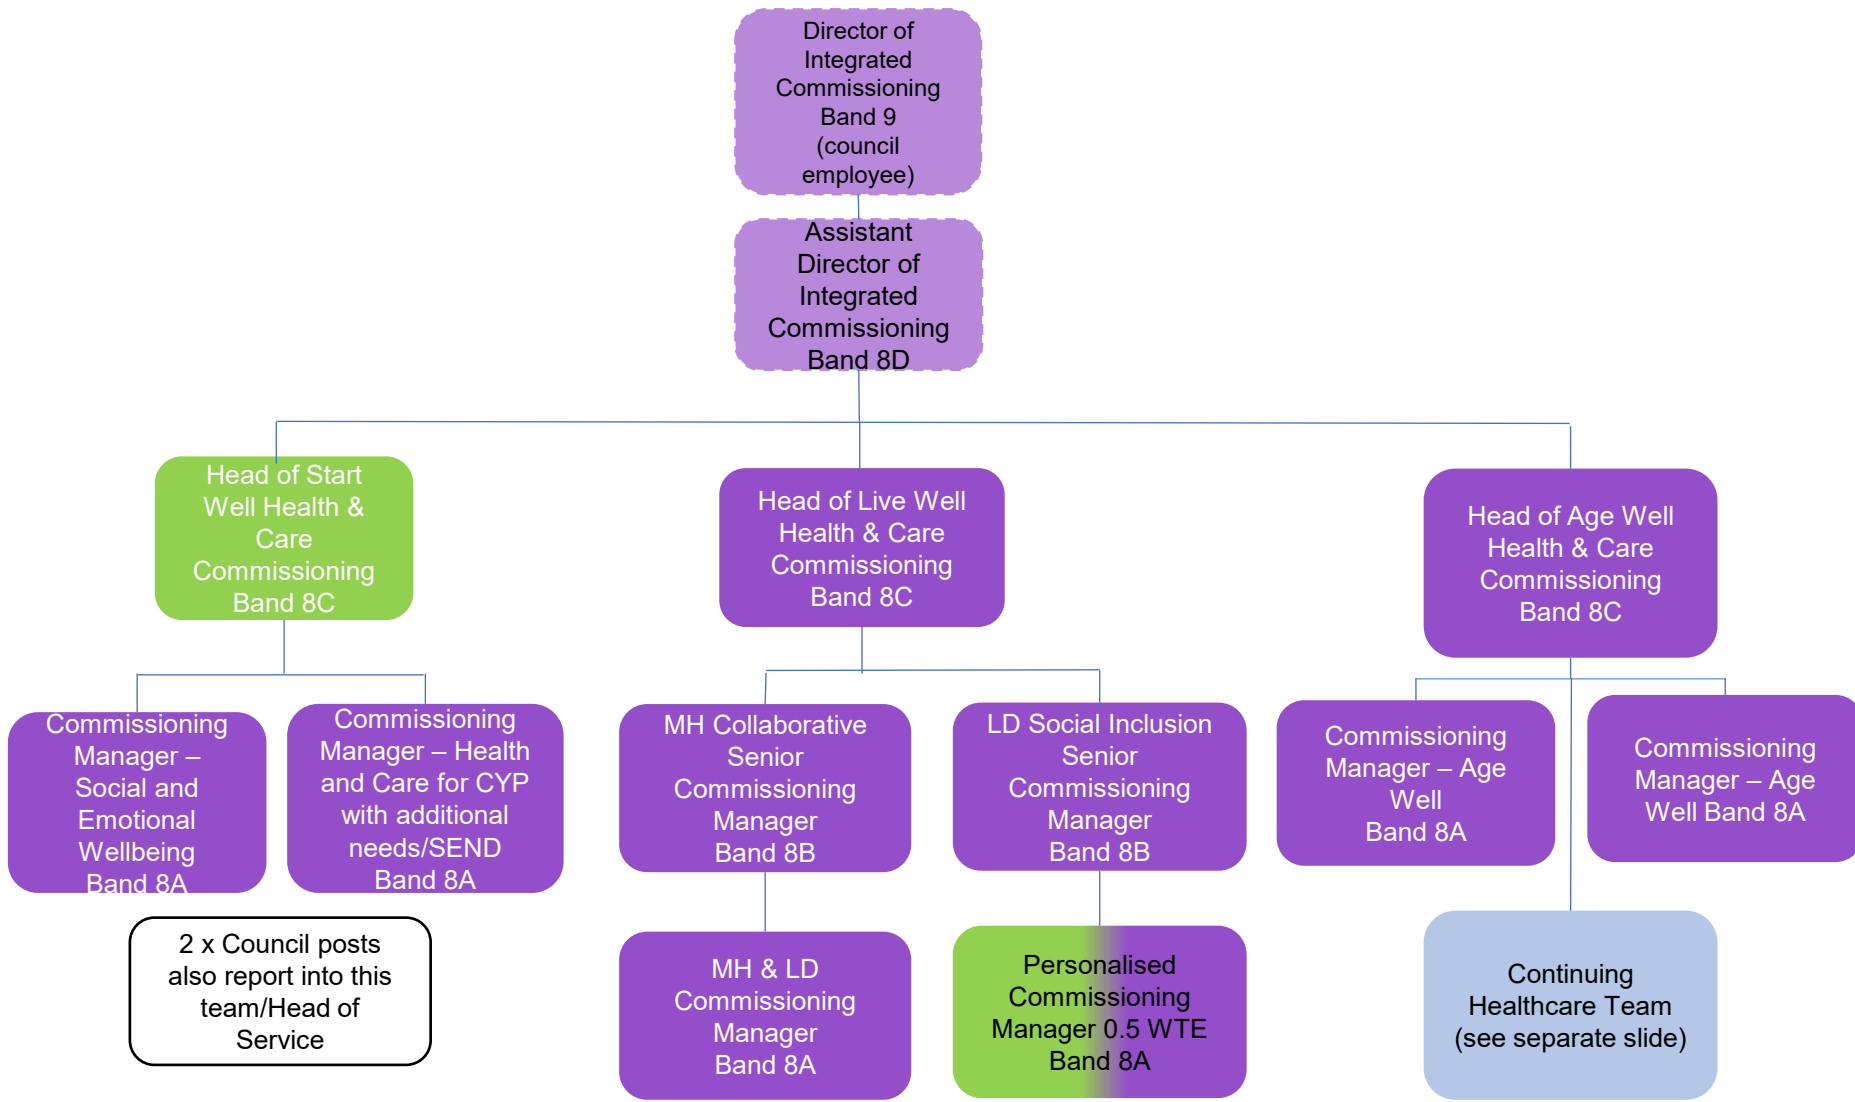 Director of
Integrated
Commissioning
Band 9
(council
employee)
Assistant
Director of
Integrated
Commissioning
Band 8D
Head of Start
Well Health &
Care
Commissioning
Band 8C
Head of Live Well
Health & Care
Commissioning
Band 8C
Head of Age Well
Health & Care
Commissioning
Band 8C
Commissioning
Manager –
Social and
Emotional
Wellbeing
Band 8A
Commissioning
Manager – Health
and Care for CYP
with additional
needs/SEND
Band 8A
MH Collaborative
Senior
Commissioning
Manager
Band 8B
LD Social Inclusion
Senior
Commissioning
Manager
Band 8B
Commissioning
Manager – Age
Well
Band 8A
Commissioning
Manager – Age
Well Band 8A
2 x Council posts
also report into this
team/Head of
Service
MH & LD
Commissioning
Manager
Band 8A
Personalised
Commissioning
Manager 0.5 WTE
Band 8A
Continuing
Healthcare Team
(see separate slide)